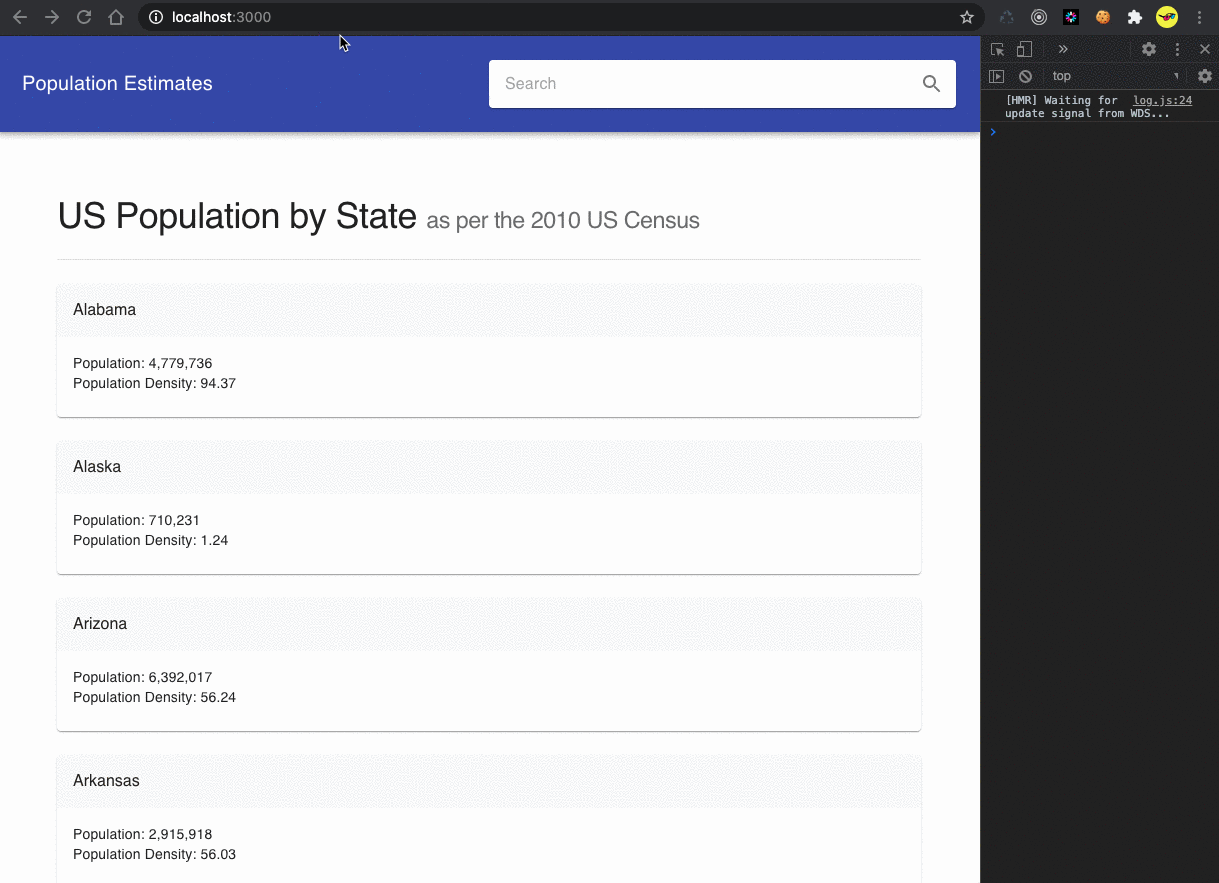 localhost:3000
Population Estimates
Search
top
[HMR] Waiting for log.js:24
update signal from WDS...
US Population by State as per the 2010 US Census
Alabama
Population: 4,779,736
Population Density: 94.37
Alaska
Population: 710,231
Population Density: 1.24
Arizona
Population: 6,392,017
Population Density: 56.24
Arkansas
Population: 2,915,918
Population Density: 56.03